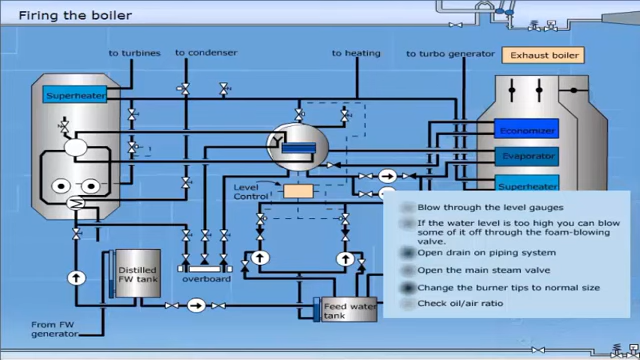 Firing the boiler
to turbines
to condenser
to heating
to turbo generator
Exhaust boiler
Superheater
Economizer
Evaporator
Superheater
Level
Control
Distilled
FW tank
overboard
Feed water
tank
From FW
generator
Blow through the level gauges
If the water level is too high you can blow
some of it off through the foam-blowing
valve.
Open drain on piping system
Open the main steam valve
Change the burner tips to normal size
Check oil/air ratio